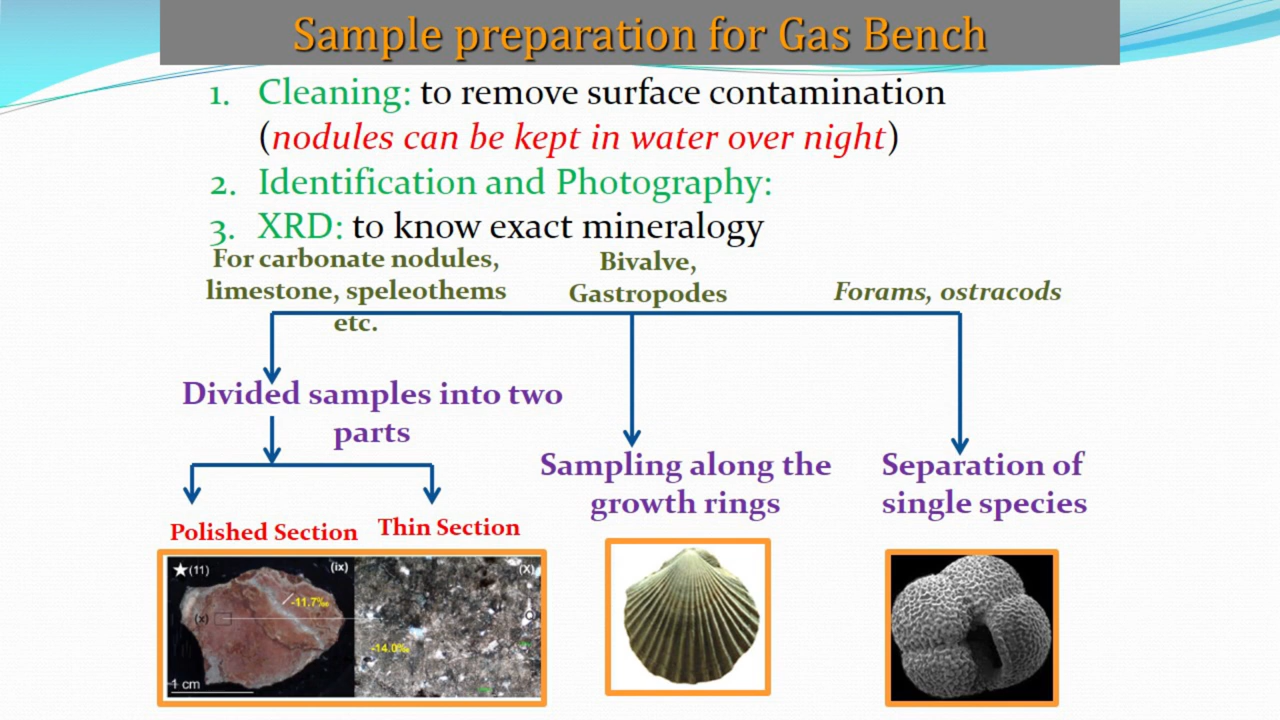 Sample preparation for Gas Bench
1. Cleaning: to remove surface contamination
(nodules can be kept in water over night)
2. Identification and Photography:
3. XRD: to know exact mineralogy
For carbonate nodules,
limestone, speleothems
etc.
Bivalve,
Gastropodes
Forams, ostracods
Divided samples into two
parts
Sampling along the
growth rings
Separation of
single species
Polished Section
Thin Section
★(11)
(ix)
-11.7‰
(x)
1 cm
(X)
-14.0‰